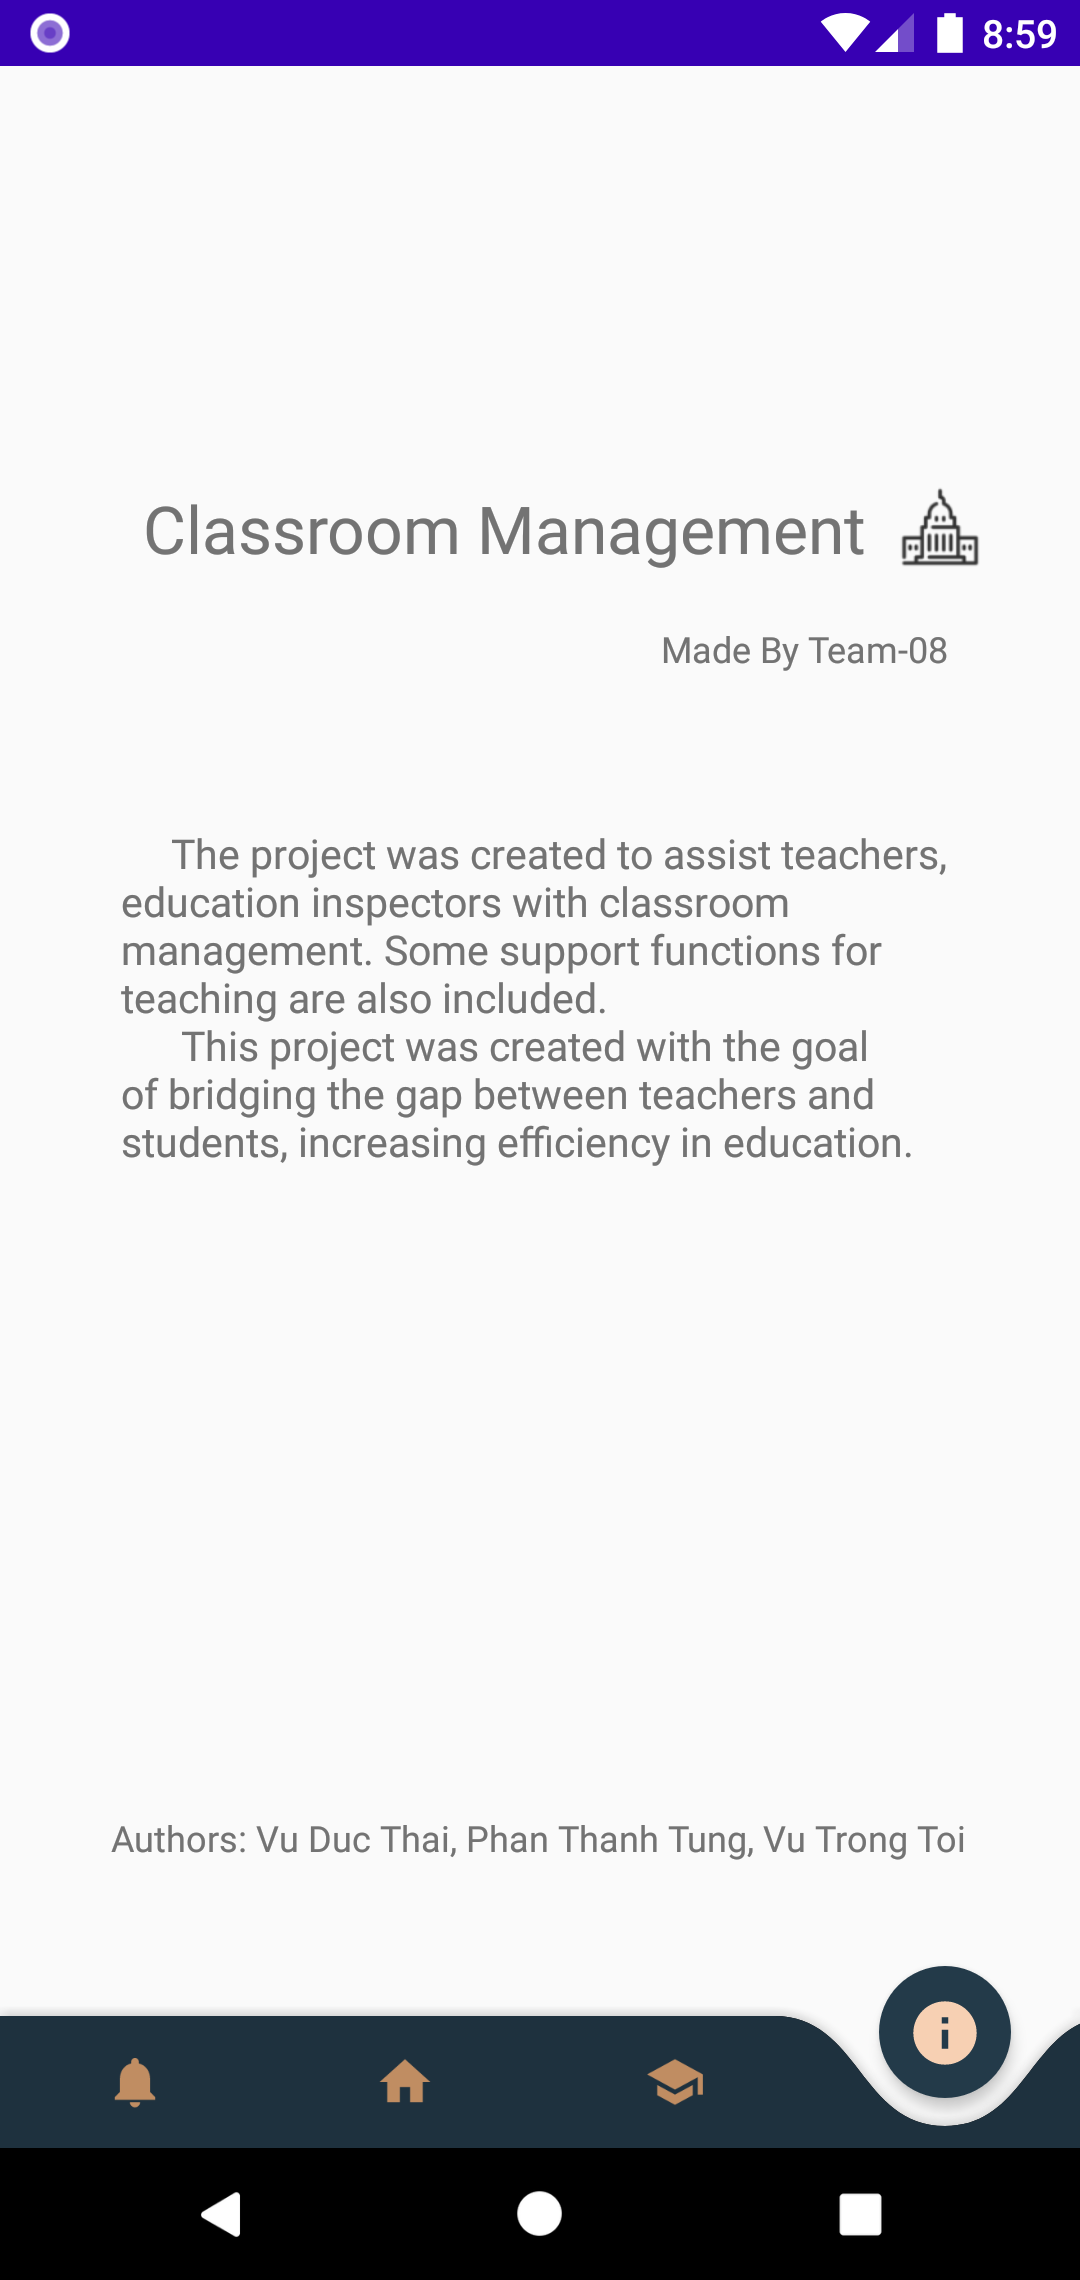 8:59
Classroom Management
Made By Team-08
The project was created to assist teachers,
education inspectors with classroom
management. Some support functions for
teaching are also included.
This project was created with the goal
of bridging the gap between teachers and
students, increasing efficiency in education.
Authors: Vu Duc Thai, Phan Thanh Tung, Vu Trong Toi